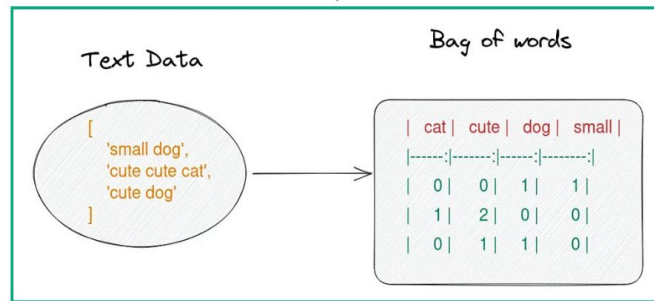 Text Data
[
'small dog',
'cute cute cat',
'cute dog'
]
Bag of words
| cat | cute | dog | small |
|------:|-------:|------:|--------:|
| 0 | 0 | 1 | 1 |
| 1 | 2 | 0 | 0 |
| 0 | 1 | 1 | 0 |